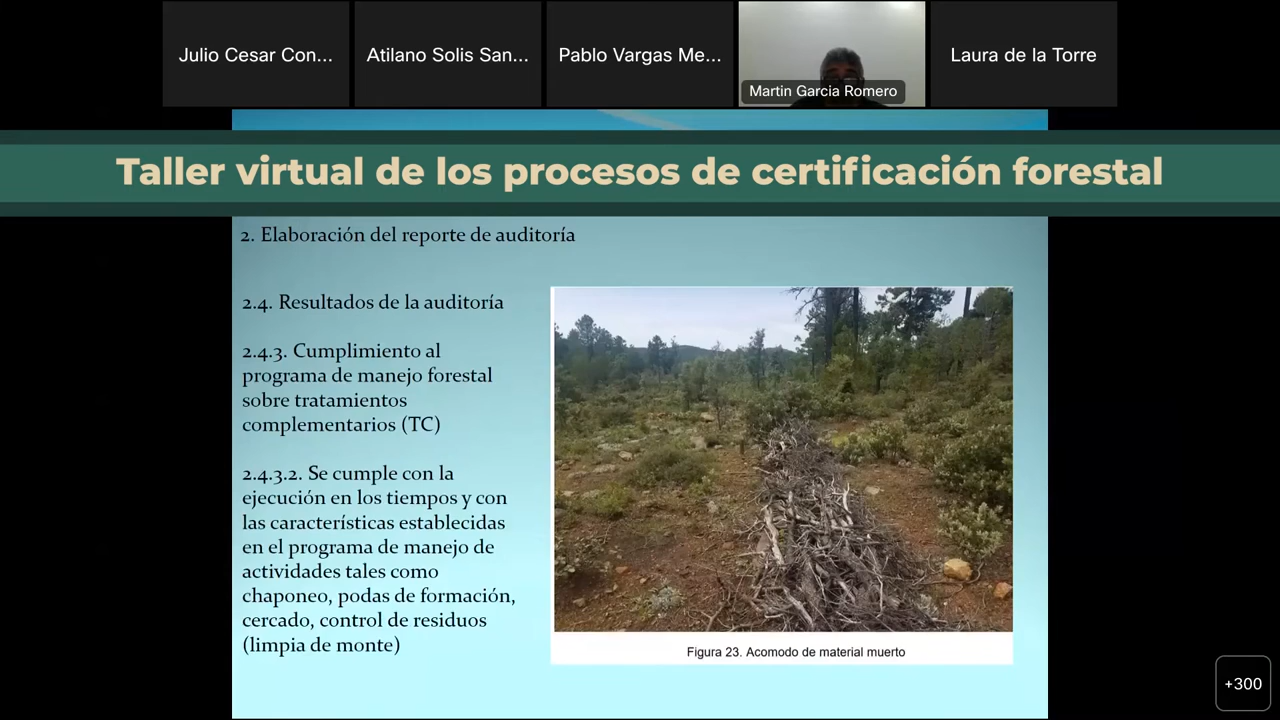 Julio Cesar Con...
Atilano Solis San...
Pablo Vargas Me...
Martin Garcia Romero
Laura de la Torre
Taller virtual de los procesos de certificación forestal
2. Elaboración del reporte de auditoría
2.4. Resultados de la auditoría
2.4.3. Cumplimiento al
programa de manejo forestal
sobre tratamientos
complementarios (TC)
2.4.3.2. Se cumple con la
ejecución en los tiempos y con
las características establecidas
en el programa de manejo de
actividades tales como
chaponeo, podas de formación,
cercado, control de residuos
(limpia de monte)
Figura 23. Acomodo de material muerto
+300